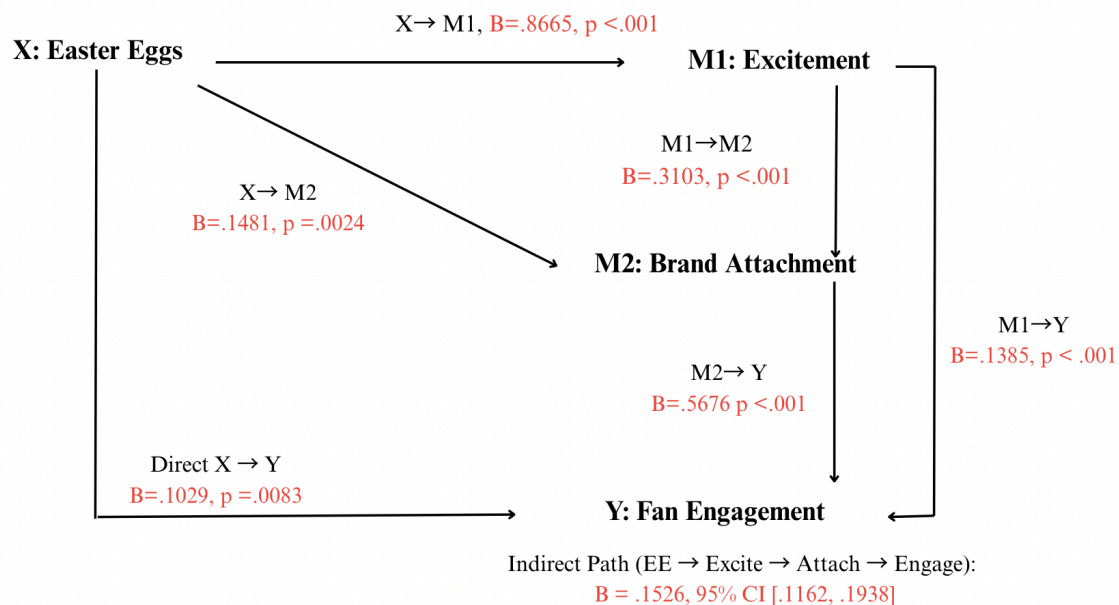 X→ M1, B=.8665, p <.001
X: Easter Eggs
M1: Excitement
M1→M2
B=.3103, p <.001
X→ M2
B=.1481, p =.0024
M2: Brand Attachment
M1→Y
B=.1385, p < .001
M2→ Y
B=.5676 p <.001
Direct X → Y
B=.1029, p =.0083
Y: Fan Engagement
Indirect Path (EE → Excite → Attach → Engage):
B = .1526, 95% CI [.1162, .1938]